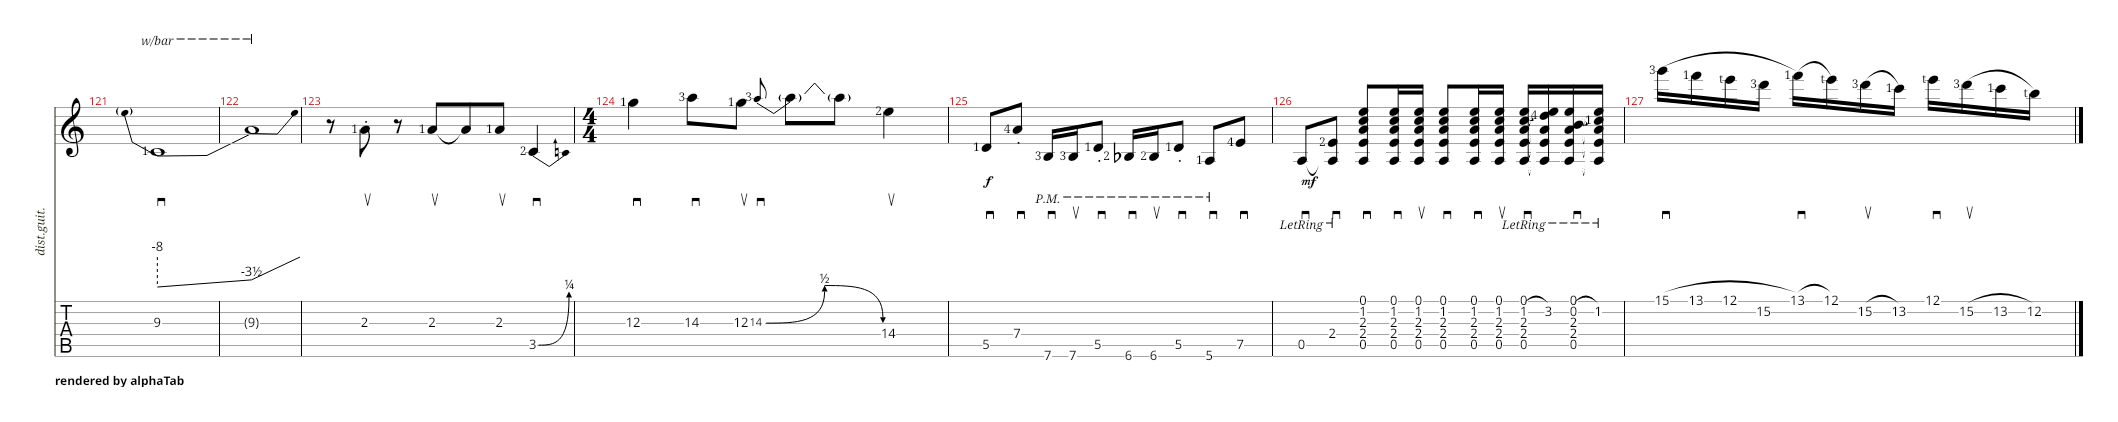 w/bar
121 122 123 124 125 126 127
3 1 t 3 1 t 3 1 t 3 1 t
1 1 1 1 2 1 3 1 3 2 1 4 3 3 1 2 2 1 1 4 2 4 1
4
4
f mf
P.M.
LetRing LetRing
dist.guit.
-8 -3½
¼ ½
T
A
B
9 (9) 2 2 2 3 12 14 12 14 14
5 7 7 7 5 6 6 5 5 7
0 2
0 0 0 0 0 0 0 0
1 1 1 1 1 1 1 3 0 1
2 2 2 2 2 2 2 2
2 2 2 2 2 2 2 2
0 0 0 0 0 0 0 0
15 13 12 15 13 12 15 13 12 15 13 12
rendered by alphaTab